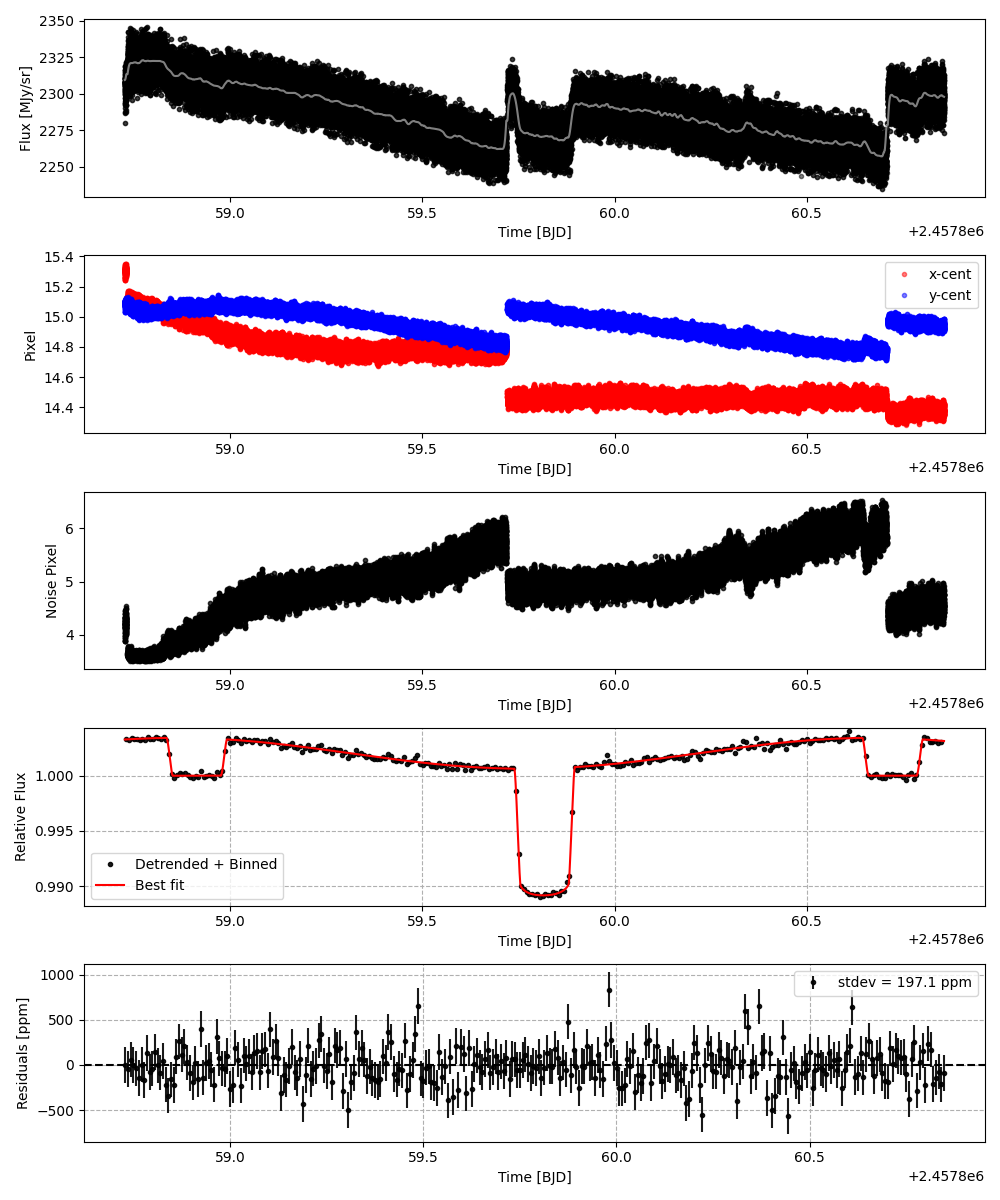 2350
2325
2300
2275
2250
Flux [MJy/sr]
59.0 59.5 60.0 60.5
Time [BJD]
+2.4578e6
15.4
15.2
15.0
14.8
14.6
14.4
Pixel
x-cent
y-cent
59.0 59.5 60.0 60.5
Time [BJD]
+2.4578e6
6
5
4
Noise Pixel
59.0 59.5 60.0 60.5
Time [BJD]
+2.4578e6
1.000
0.995
0.990
Relative Flux
Detrended + Binned
Best fit
59.0 59.5 60.0 60.5
Time [BJD]
+2.4578e6
1000
500
0
−500
Residuals [ppm]
stdev = 197.1 ppm
59.0 59.5 60.0 60.5
Time [BJD]
+2.4578e6